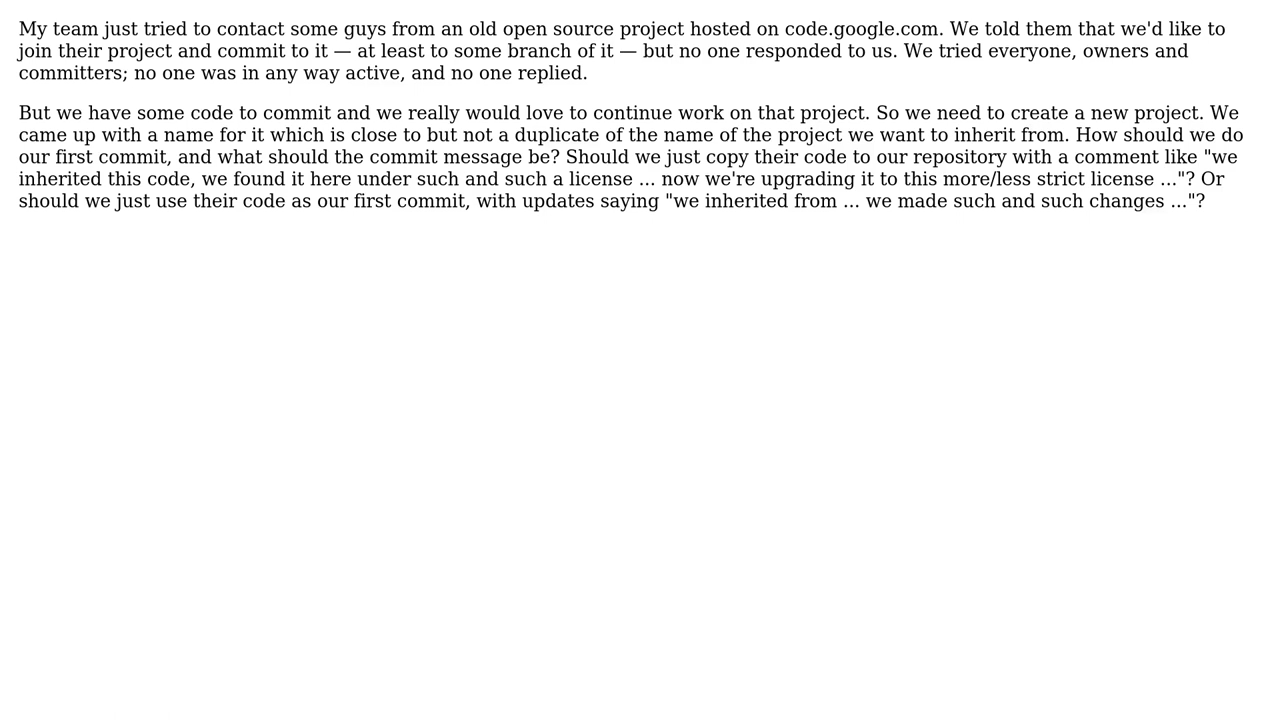 My team just tried to contact some guys from an old open source project hosted on code.google.com. We told them that we'd like to
join their project and commit to it — at least to some branch of it — but no one responded to us. We tried everyone, owners and
committers; no one was in any way active, and no one replied.
But we have some code to commit and we really would love to continue work on that project. So we need to create a new project. We
came up with a name for it which is close to but not a duplicate of the name of the project we want to inherit from. How should we do
our first commit, and what should the commit message be? Should we just copy their code to our repository with a comment like "we
inherited this code, we found it here under such and such a license ... now we're upgrading it to this more/less strict license ..."? Or
should we just use their code as our first commit, with updates saying "we inherited from ... we made such and such changes ..."?